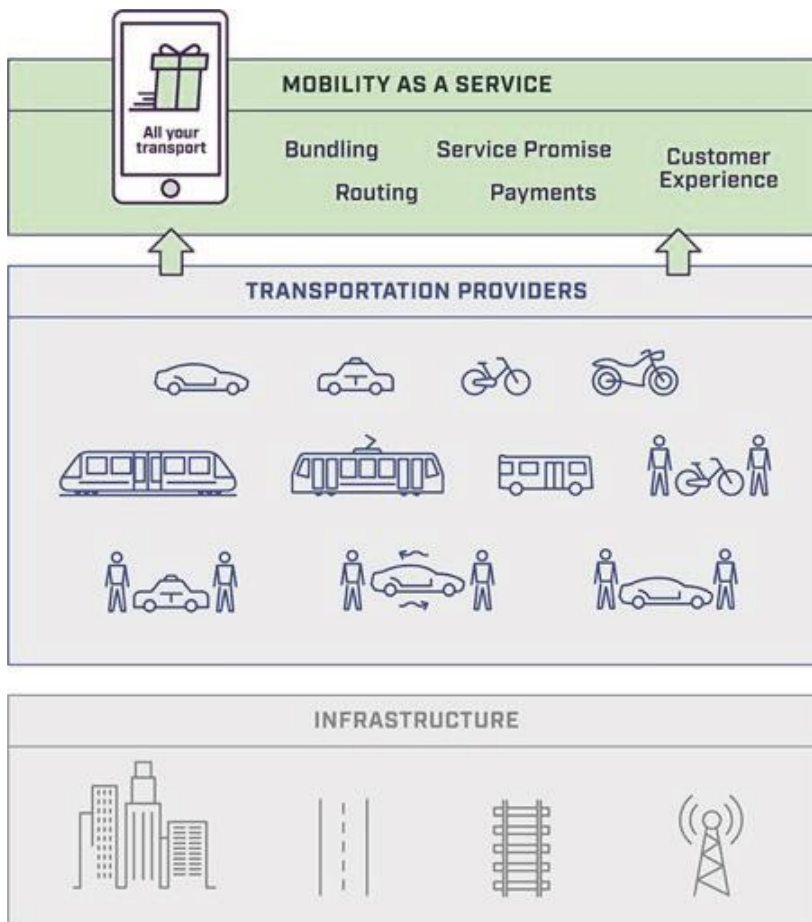 MOBILITY AS A SERVICE
All your
transport
Bundling
Service Promise
Customer
Experience
Routing
Payments
TRANSPORTATION PROVIDERS
T
T
INFRASTRUCTURE